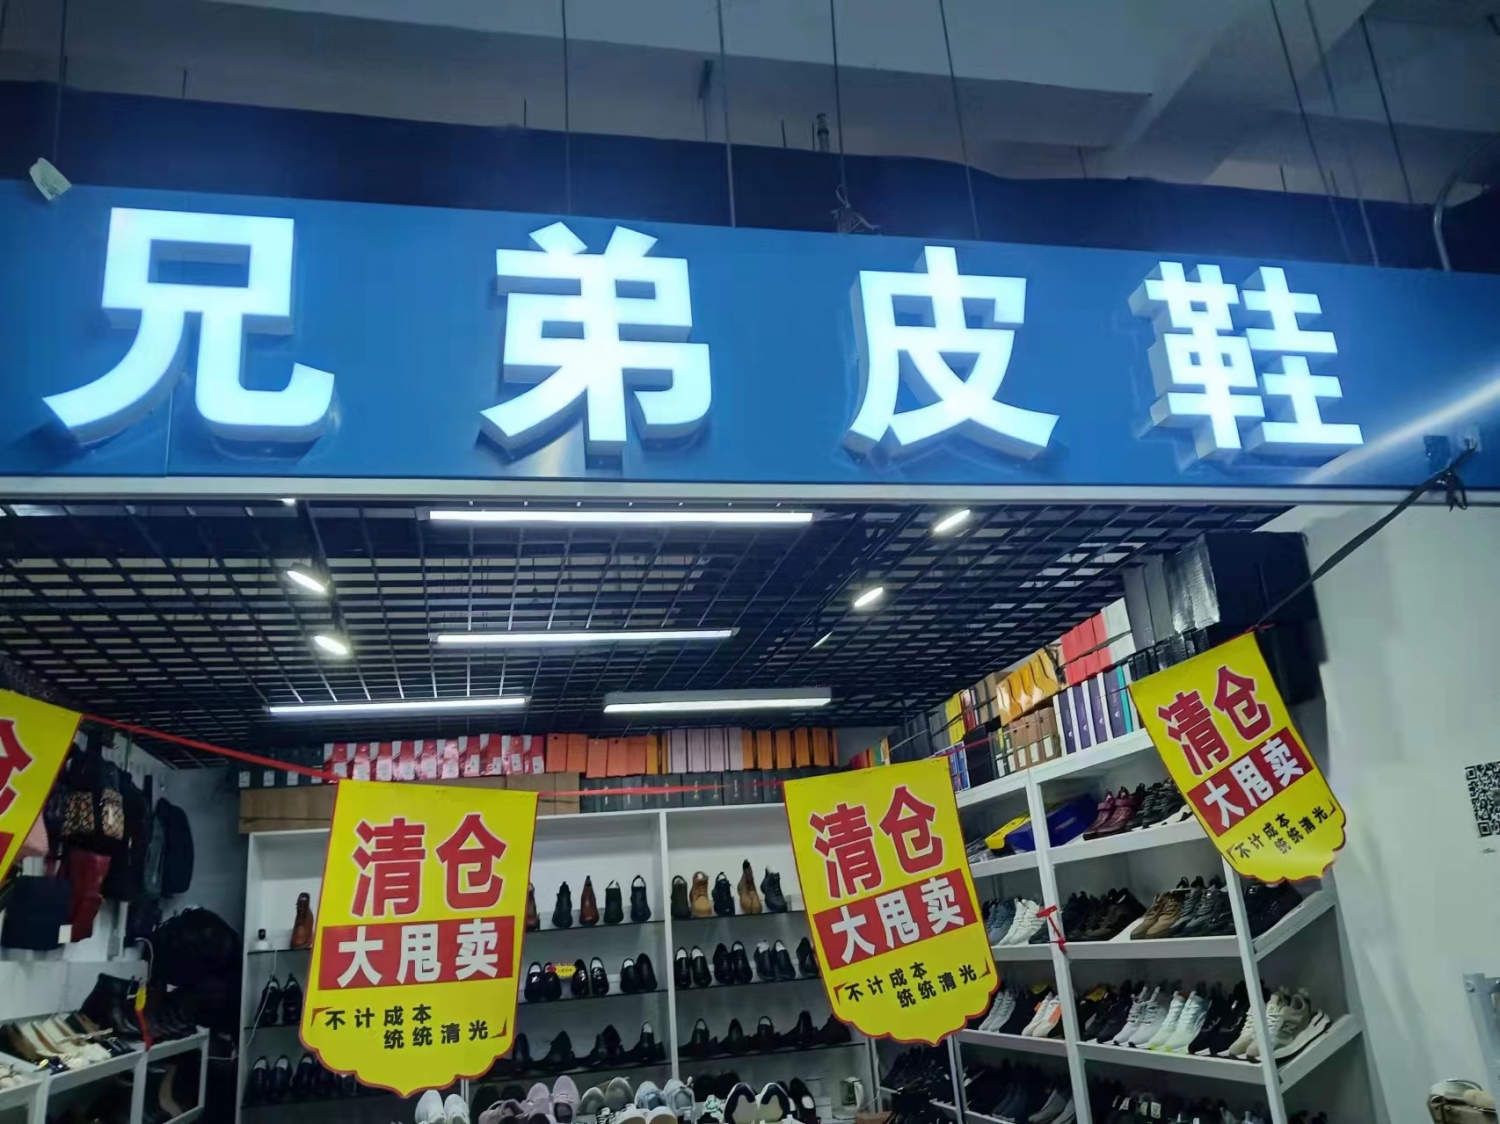 兄弟皮鞋
清仓
大甩卖
不计成本
统统清光
清仓
大甩卖
不计成本
统统清光
清仓
大甩卖
不计成本
统统清光